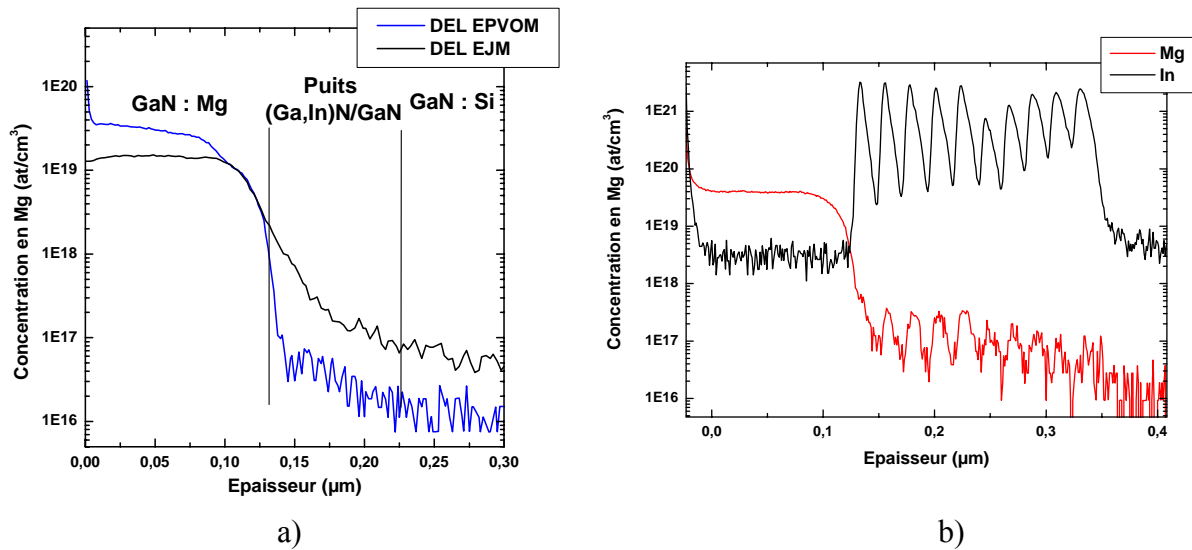 DEL EPVOM
DEL EJM
GaN : Mg
Puits
(Ga,In)N/GaN
GaN : Si
Concentration en Mg (at/cm³)
1E20
1E19
1E18
1E17
1E16
0,00 0,05 0,10 0,15 0,20 0,25 0,30
Epaisseur (µm)
a)
Mg
In
Concentration en Mg (at/cm³)
1E21
1E20
1E19
1E18
1E17
1E16
0,0 0,1 0,2 0,3 0,4
Epaisseur (µm)
b)